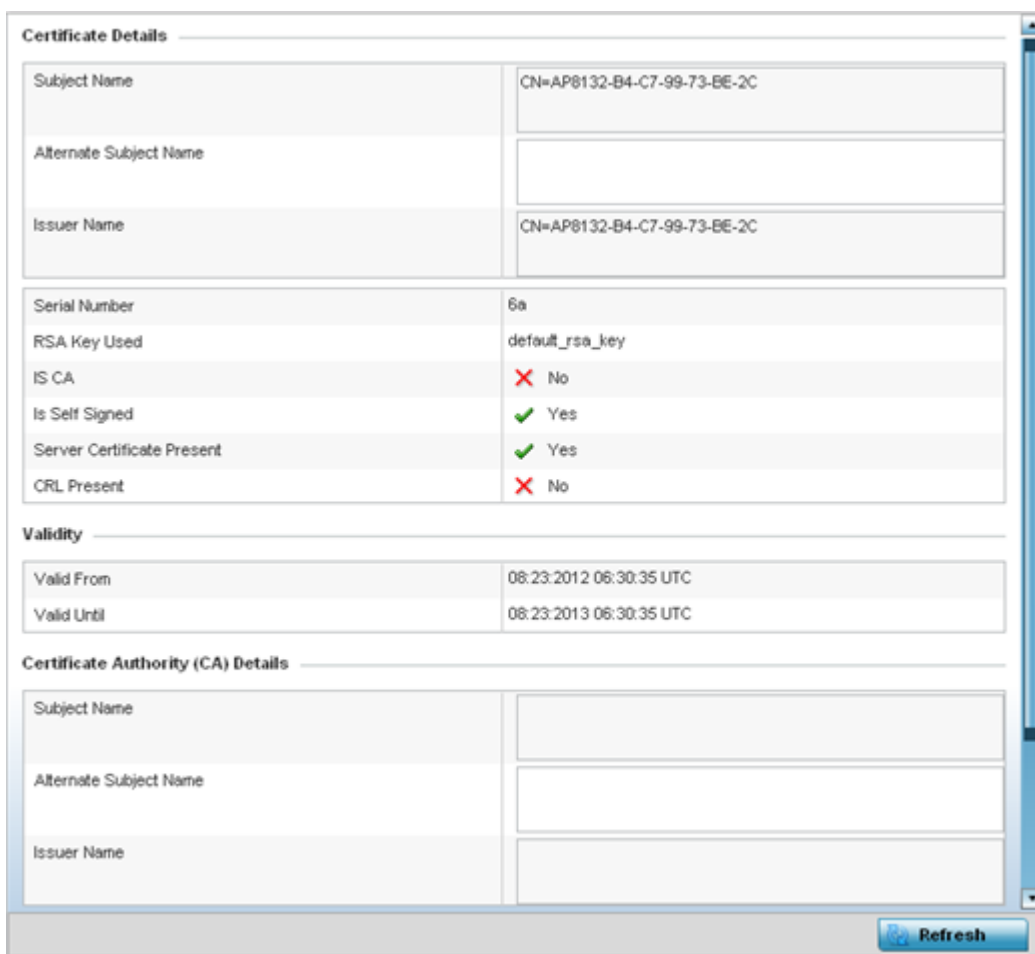 Certificate Details
Subject Name CN=AP8132-B4-C7-99-73-BE-2C
Alternate Subject Name
Issuer Name CN=AP8132-B4-C7-99-73-BE-2C
Serial Number 6a
RSA Key Used default_rsa_key
IS CA No
Is Self Signed Yes
Server Certificate Present Yes
CRL Present No
Validity
Valid From 08:23:2012 06:30:35 UTC
Valid Until 08:23:2013 06:30:35 UTC
Certificate Authority (CA) Details
Subject Name
Alternate Subject Name
Issuer Name
Refresh